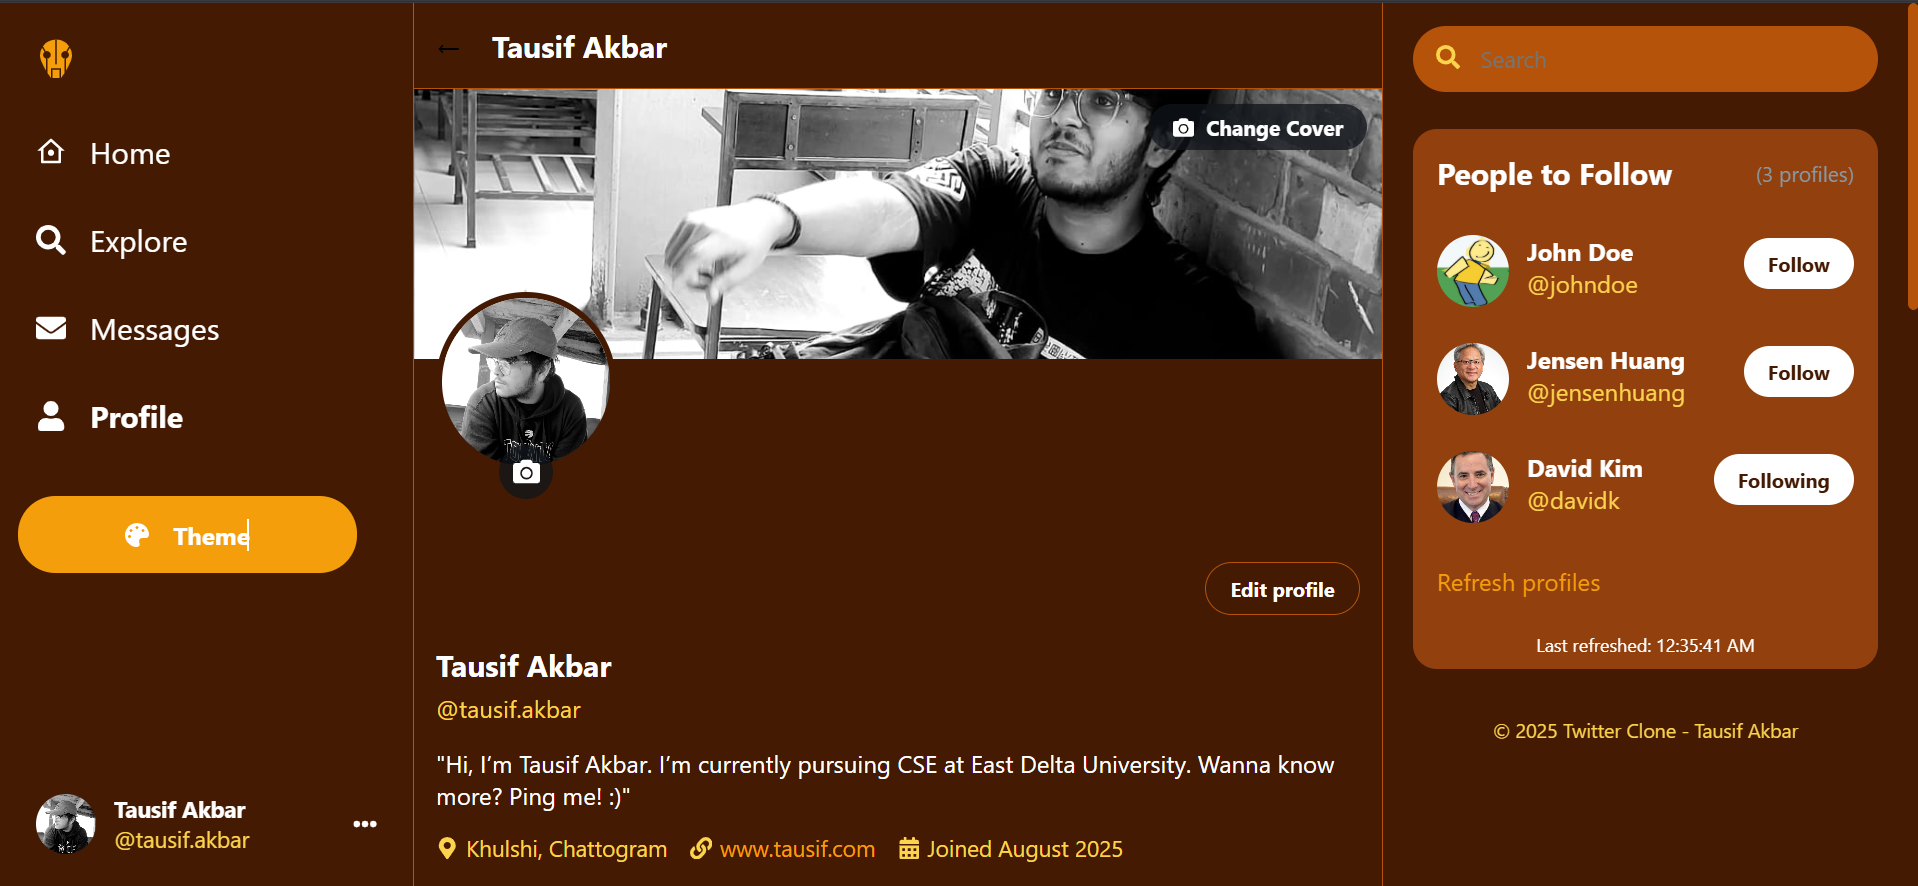 Home
Explore
Messages
Profile
Theme
Tausif Akbar
@tausif.akbar
Tausif Akbar
Change Cover
Edit profile
Tausif Akbar
@tausif.akbar
"Hi, I’m Tausif Akbar. I’m currently pursuing CSE at East Delta University. Wanna know
more? Ping me! :)"
Khulshi, Chattogram www.tausif.com Joined August 2025
Search
People to Follow (3 profiles)
John Doe
@johndoe
Follow
Jensen Huang
@jensenhuang
Follow
David Kim
@davidk
Following
Refresh profiles
Last refreshed: 12:35:41 AM
© 2025 Twitter Clone - Tausif Akbar